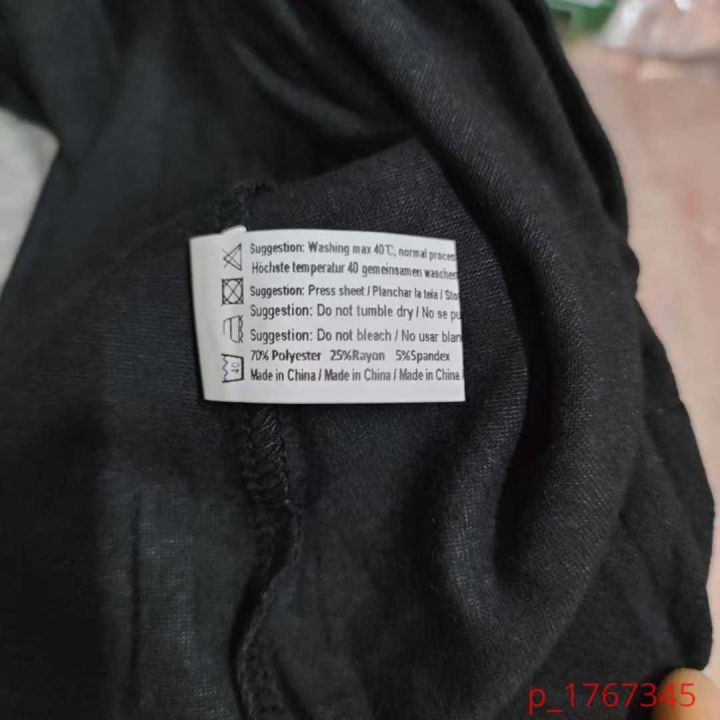 Suggestion: Washing max 40℃, normal proces
Höchste temperatur 40 gemeinsamen waschen
Suggestion: Press sheet / Planchar la tela / Sto
Suggestion: Do not tumble dry / No se pu
Suggestion: Do not bleach / No usar blan
70% Polyester 25%Rayon 5%Spandex
Made in China / Made in China / Made in China /
40
p_1767345